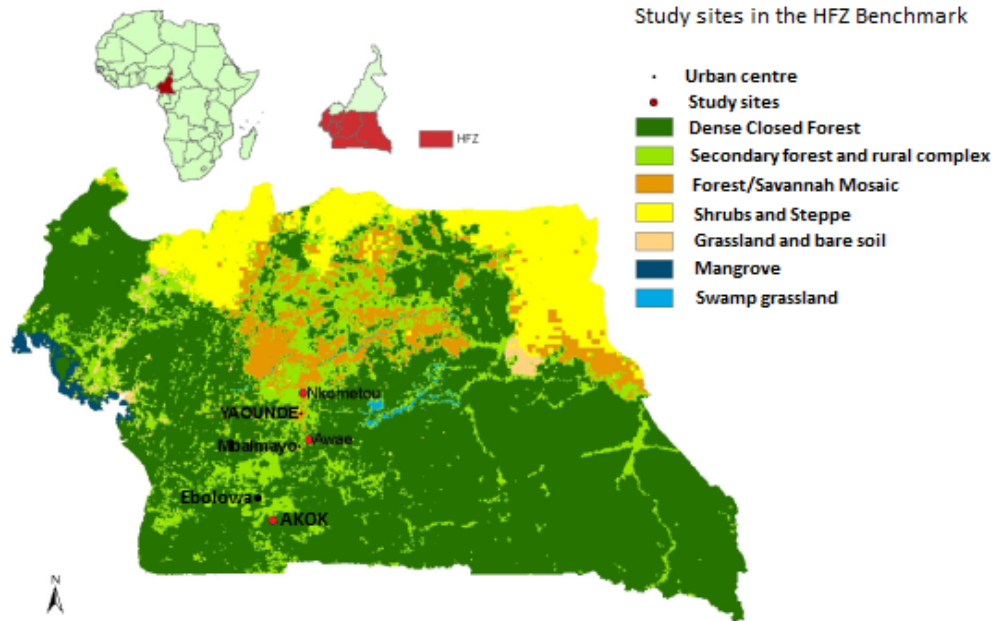 Study sites in the HFZ Benchmark
Urban centre
Study sites
HFZ
Dense Closed Forest
Secondary forest and rural complex
Forest/Savannah Mosaic
Shrubs and Steppe
Grassland and bare soil
Mangrove
Swamp grassland
Nkometou
YAOUNDE
Awae
Mbalmayo
Ebolowa
AKOK
N